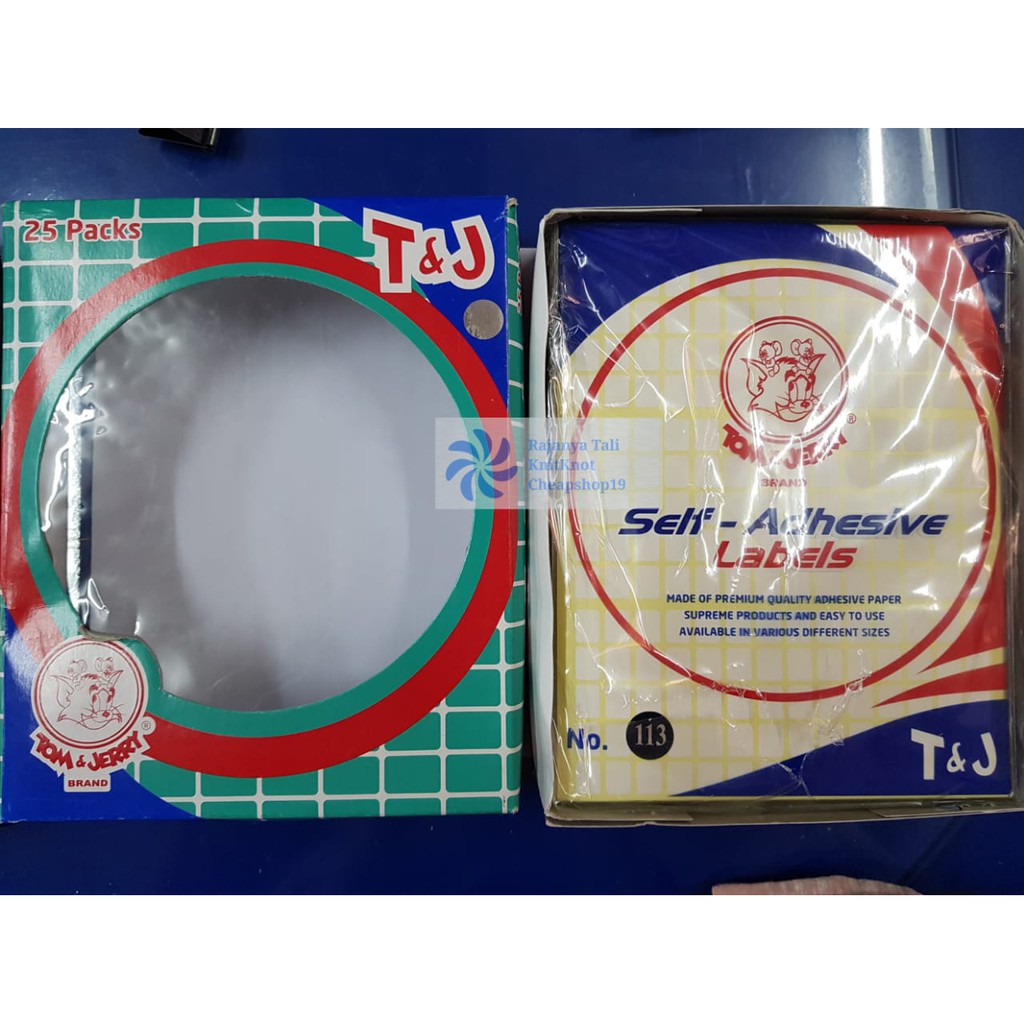 25 Packs
T&J
TOM & JERRY
®
BRAND
Rajanya Tali
KnitKnot
Cheapshop19
TOM & JERRY
®
BRAND
Self - Adhesive
Labels
MADE OF PREMIUM QUALITY ADHESIVE PAPER
SUPREME PRODUCTS AND EASY TO USE
AVAILABLE IN VARIOUS DIFFERENT SIZES
No. 113
T&J